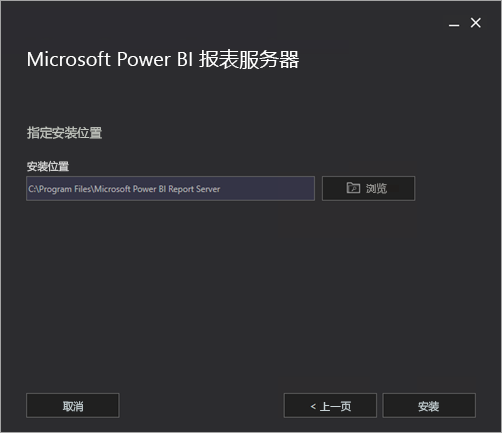 Microsoft Power BI 报表服务器
指定安装位置
安装位置
C:\Program Files\Microsoft Power BI Report Server
浏览
取消
< 上一页
安装